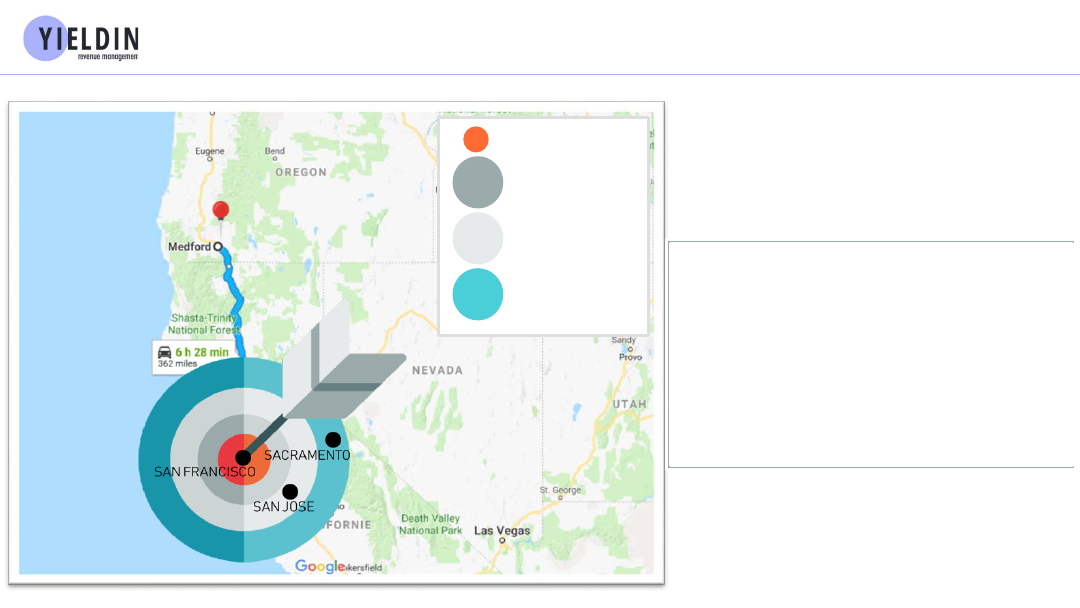 YIELDIN
revenue management
Eugene
Bend
OREGON
Medford
Shasta-Trinity
National Forest
6 h 28 min
362 miles
NEVADA
Sandy
Provo
UTAH
SACRAMENTO
SAN FRANCISCO
SAN JOSE
St. George
FORNIE
Death Valley
National Park
Las Vegas
Google
kersfield